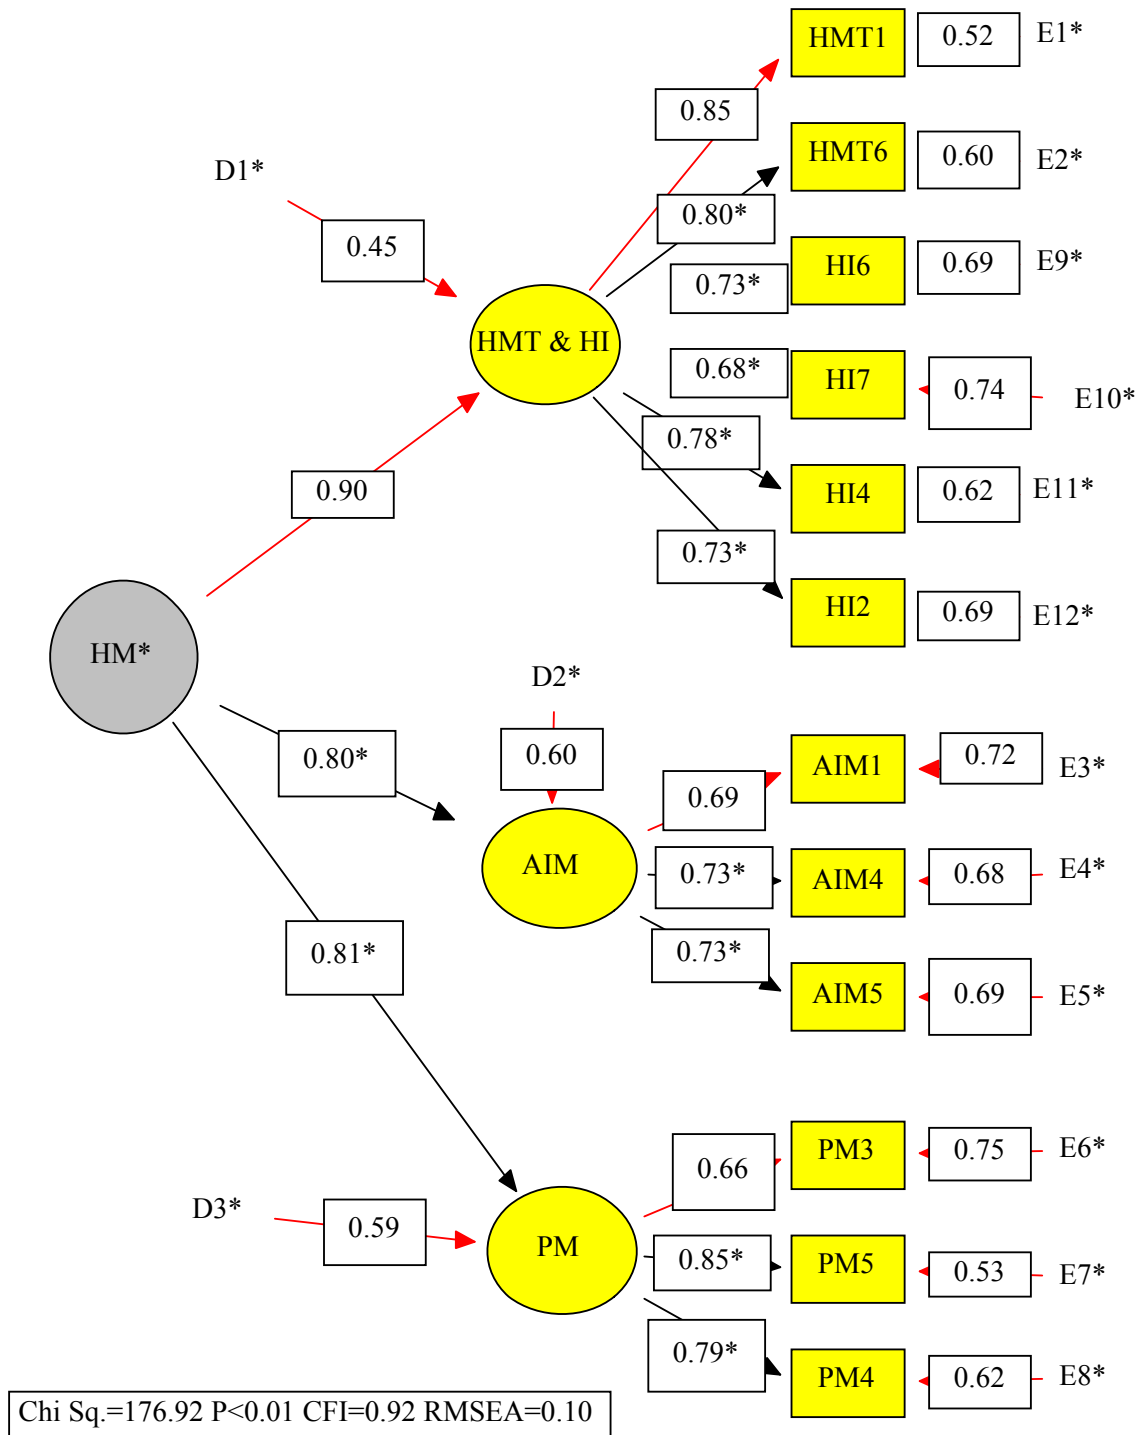 HMT1 0.52 E1*
0.85
HMT6 0.60 E2*
D1*
0.80*
0.45
HI6 0.69 E9*
0.73*
HMT & HI
0.68* HI7 0.74 E10*
0.78*
HI4 0.62 E11*
0.90
0.73*
HI2 0.69 E12*
HM*
D2*
0.80* 0.60
AIM1 0.72 E3*
0.69
AIM 0.73* AIM4 0.68 E4*
0.81* 0.73*
AIM5 0.69 E5*
PM3 0.75 E6*
0.66
D3* 0.59
PM 0.85* PM5 0.53 E7*
0.79*
PM4 0.62 E8*
Chi Sq.=176.92 P<0.01 CFI=0.92 RMSEA=0.10